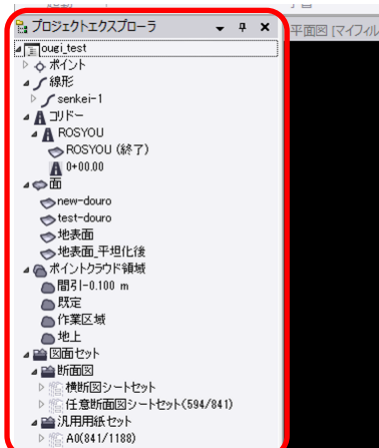 プロジェクトエクスプローラ
平面図 [マイフィル
ougi_test
ポイント
線形
senkei-1
コリドー
ROSYOU
ROSYOU (終了)
0+00.00
面
new-douro
test-douro
地表面
地表面_平坦化後
ポイントクラウド領域
間引-0.100 m
既定
作業区域
地上
図面セット
断面図
横断図シートセット
任意断面図シートセット(594/841)
汎用用紙セット
A0(841/1188)